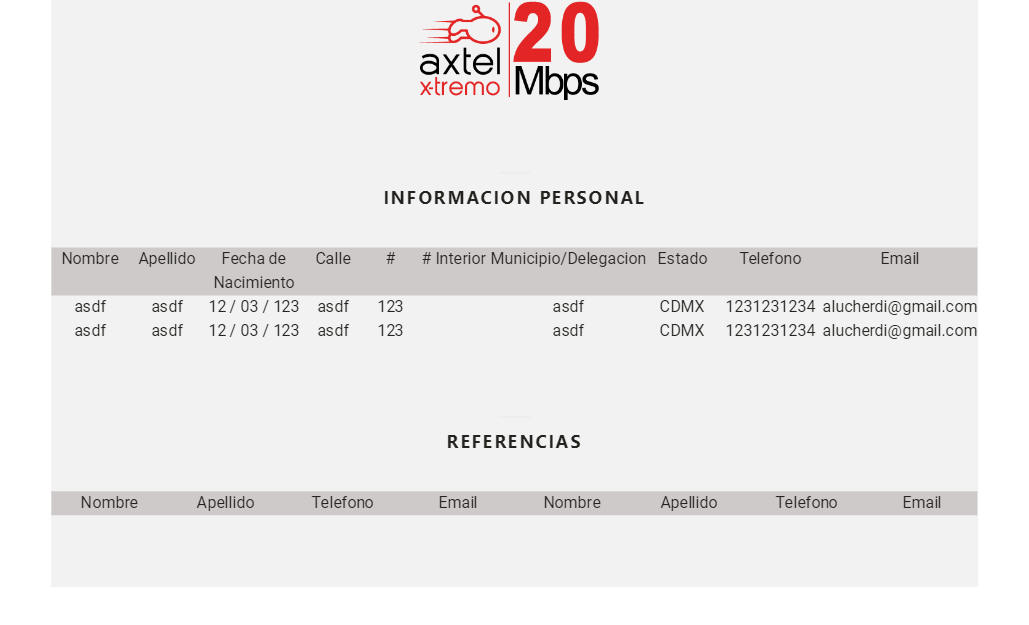 axtel
x-tremo
20
Mbps
INFORMACION PERSONAL
Nombre Apellido Fecha de Nacimiento Calle # # Interior Municipio/Delegacion Estado Telefono Email
asdf asdf 12 / 03 / 123 asdf 123 asdf CDMX 1231231234 alucherdi@gmail.com
asdf asdf 12 / 03 / 123 asdf 123 asdf CDMX 1231231234 alucherdi@gmail.com
REFERENCIAS
Nombre Apellido Telefono Email Nombre Apellido Telefono Email